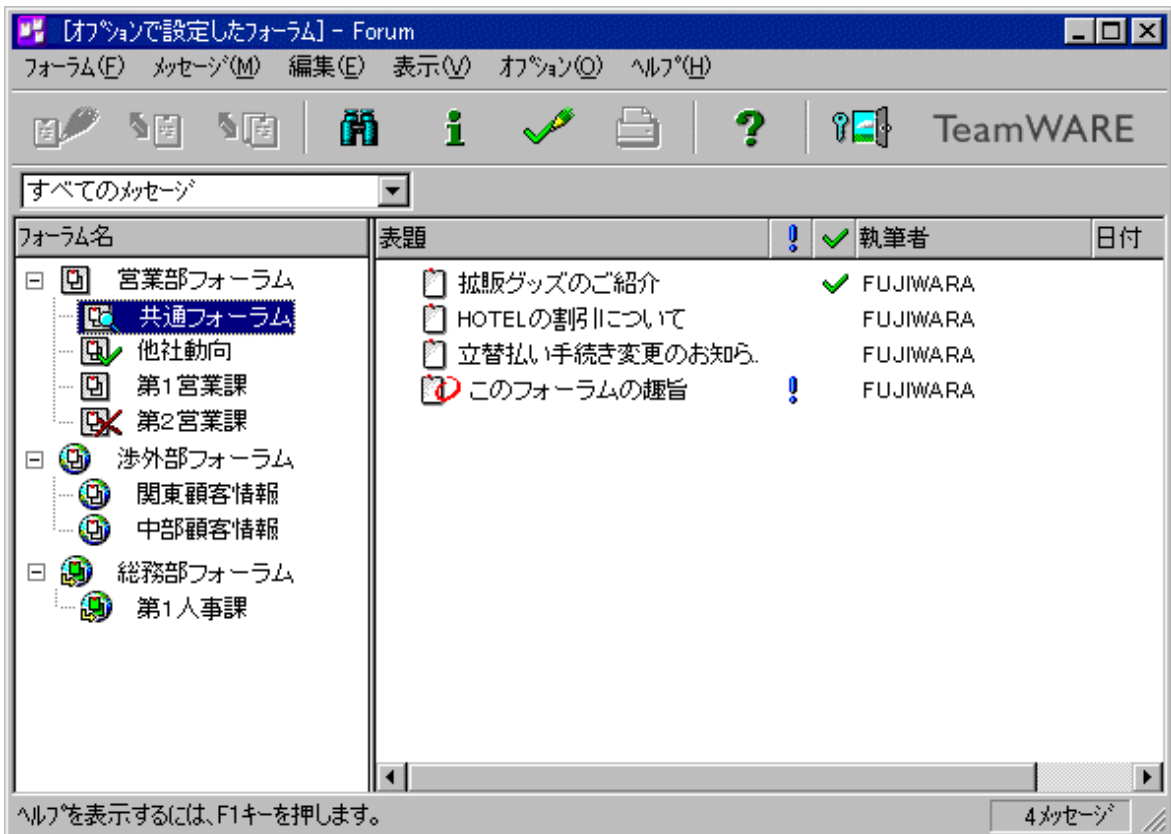 [ｵﾌﾟｼｮﾝで設定したﾌｫｰﾗﾑ] - Forum
ﾌｫｰﾗﾑ(F) ﾒｯｾｰｼﾞ(M) 編集(E) 表示(V) ｵﾌﾟｼｮﾝ(O) ﾍﾙﾌﾟ(H)
TeamWARE
すべてのﾒｯｾｰｼﾞ
ﾌｫｰﾗﾑ名 表題 執筆者 日付
営業部フォーラム
共通フォーラム
他社動向
第1営業課
第2営業課
渉外部フォーラム
関東顧客情報
中部顧客情報
総務部フォーラム
第1人事課
拡販グッズのご紹介 FUJIWARA
HOTELの割引について FUJIWARA
立替払い手続き変更のお知ら.. FUJIWARA
このフォーラムの趣旨 FUJIWARA
ﾍﾙﾌﾟを表示するには、F1ｷｰを押します。 4ﾒｯｾｰｼﾞ